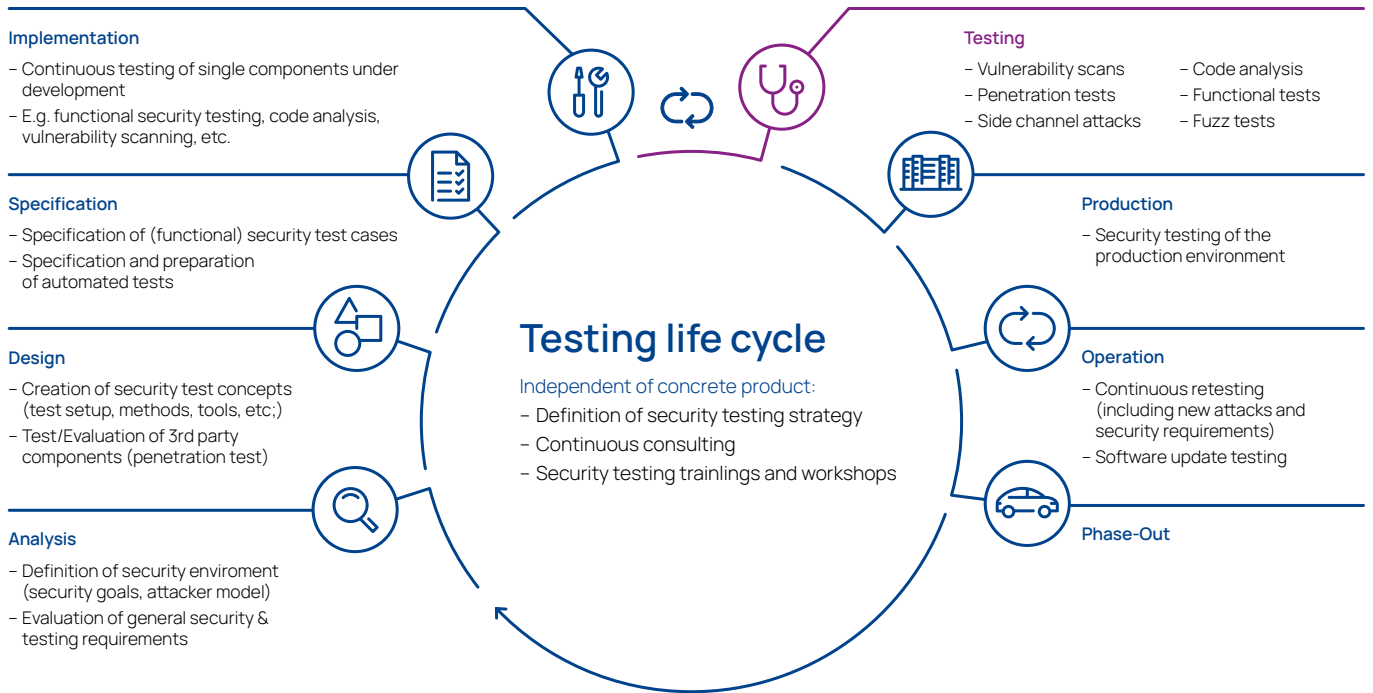 Implementation
– Continuous testing of single components under
development
– E.g. functional security testing, code analysis,
vulnerability scanning, etc.
Specification
– Specification of (functional) security test cases
– Specification and preparation
of automated tests
Design
– Creation of security test concepts
(test setup, methods, tools, etc;)
– Test/Evaluation of 3rd party
components (penetration test)
Analysis
– Definition of security enviroment
(security goals, attacker model)
– Evaluation of general security &
testing requirements
Testing life cycle
Independent of concrete product:
– Definition of security testing strategy
– Continuous consulting
– Security testing trainlings and workshops
Testing
– Vulnerability scans
– Penetration tests
– Side channel attacks
– Code analysis
– Functional tests
– Fuzz tests
Production
– Security testing of the
production environment
Operation
– Continuous retesting
(including new attacks and
security requirements)
– Software update testing
Phase-Out